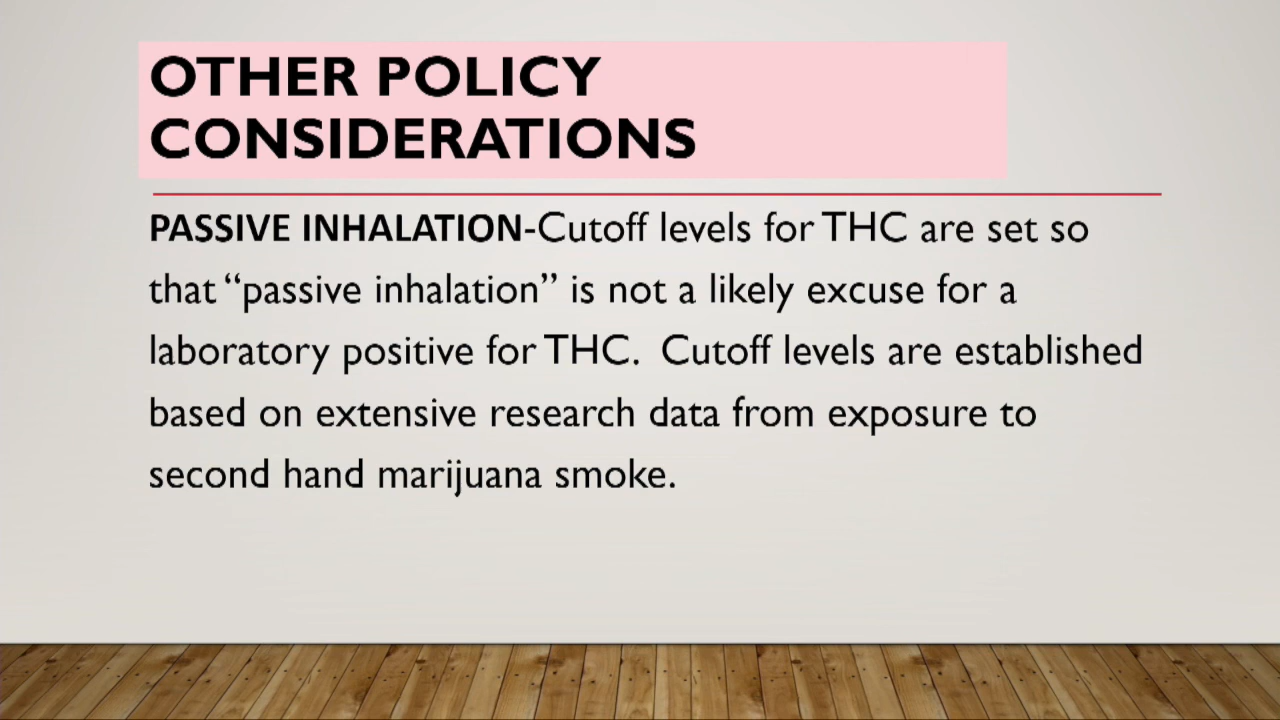 OTHER POLICY
CONSIDERATIONS
PASSIVE INHALATION-Cutoff levels for THC are set so
that “passive inhalation” is not a likely excuse for a
laboratory positive for THC.  Cutoff levels are established
based on extensive research data from exposure to
second hand marijuana smoke.